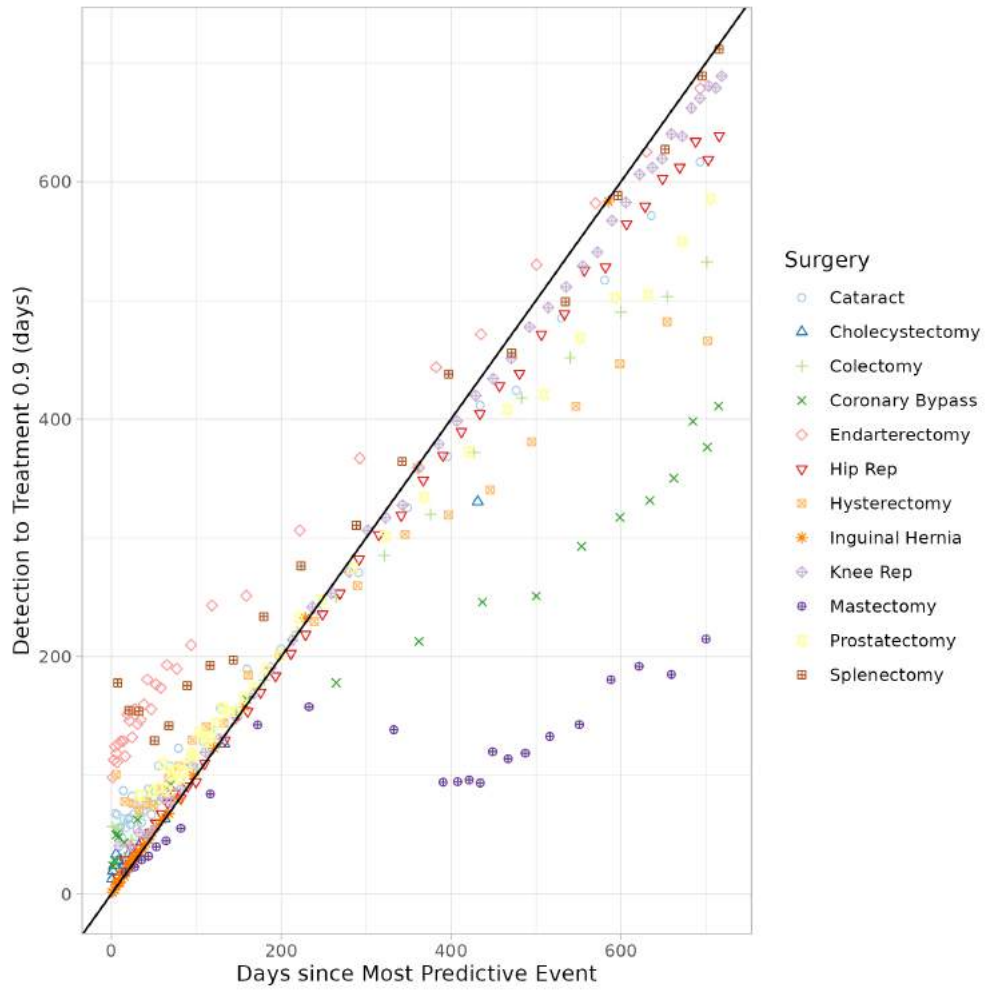 600
400
200
0
0 200 400 600
Detection to Treatment 0.9 (days)
Days since Most Predictive Event
Surgery
Cataract
Cholecystectomy
Colectomy
Coronary Bypass
Endarterectomy
Hip Rep
Hysterectomy
Inguinal Hernia
Knee Rep
Mastectomy
Prostatectomy
Splenectomy